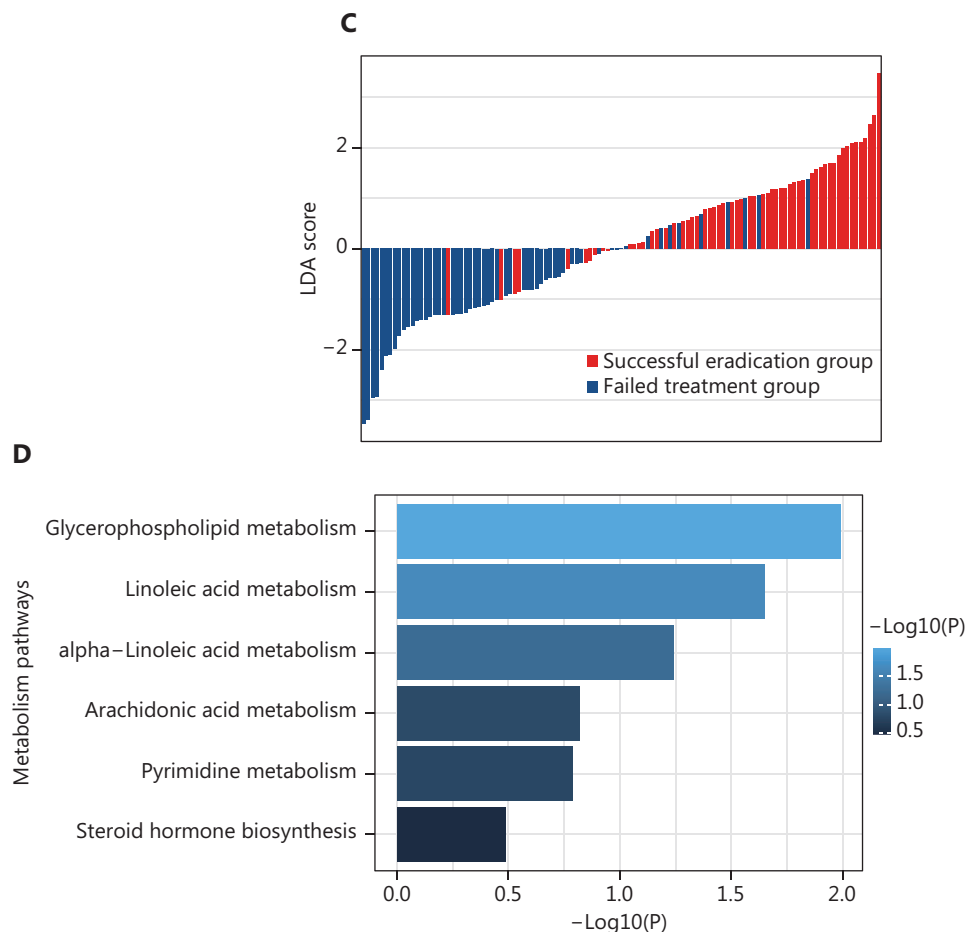 C
LDA score
2
0
−2
Successful eradication group
Failed treatment group
D
Metabolism pathways
Glycerophospholipid metabolism
Linoleic acid metabolism
alpha−Linoleic acid metabolism
Arachidonic acid metabolism
Pyrimidine metabolism
Steroid hormone biosynthesis
0.0 0.5 1.0 1.5 2.0
−Log10(P)
−Log10(P)
1.5
1.0
0.5